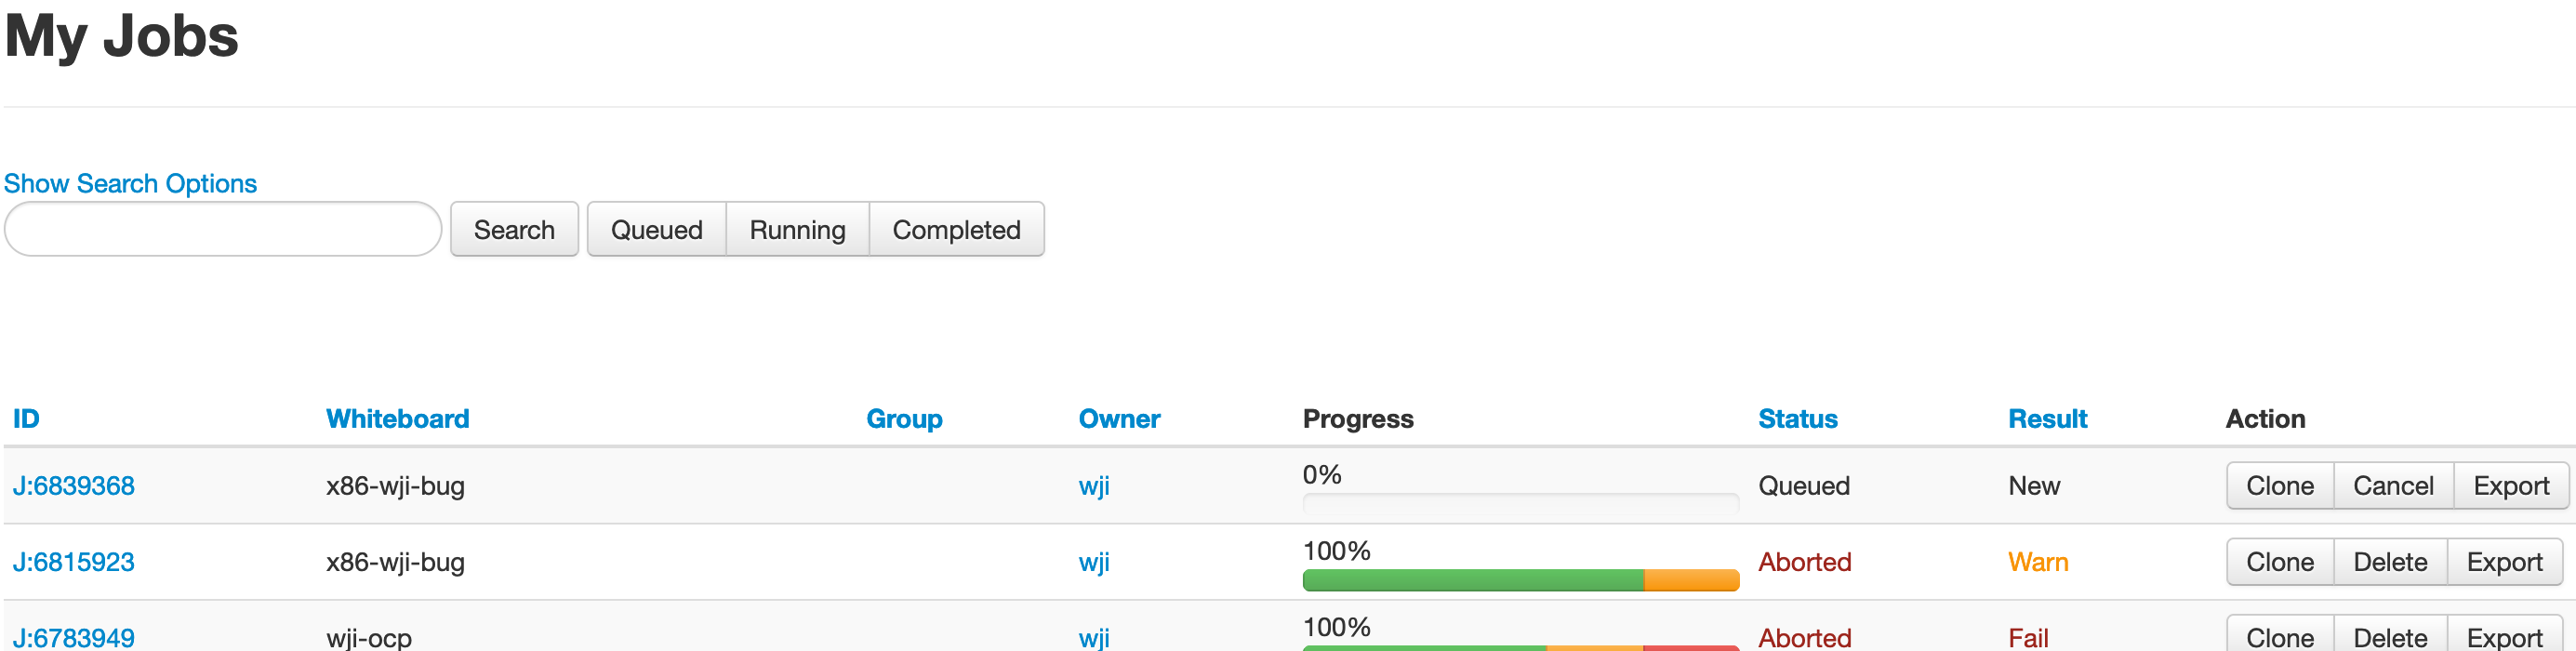 My Jobs
Show Search Options
Search Queued Running Completed
ID Whiteboard Group Owner Progress Status Result Action
J:6839368 x86-wji-bug wji 0% Queued New Clone Cancel Export
J:6815923 x86-wji-bug wji 100% Aborted Warn Clone Delete Export
J:6783949 wji-ocp wji 100% Aborted Fail Clone Delete Export